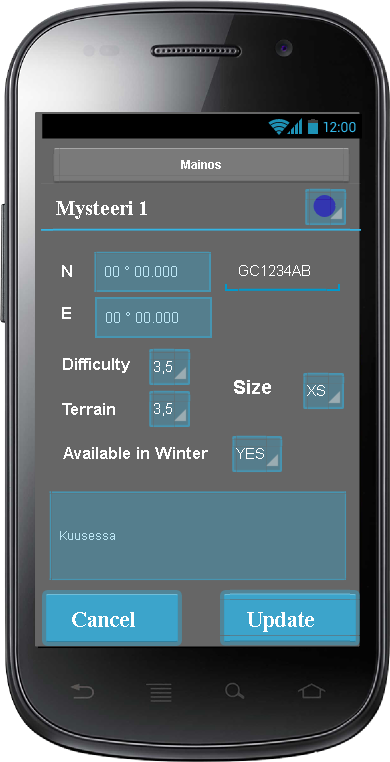 12:00
Mainos
Mysteeri 1
N 00 ° 00.000 GC1234AB
E 00 ° 00.000
Difficulty 3,5
Size XS
Terrain 3,5
Available in Winter YES
Kuusessa
Cancel Update